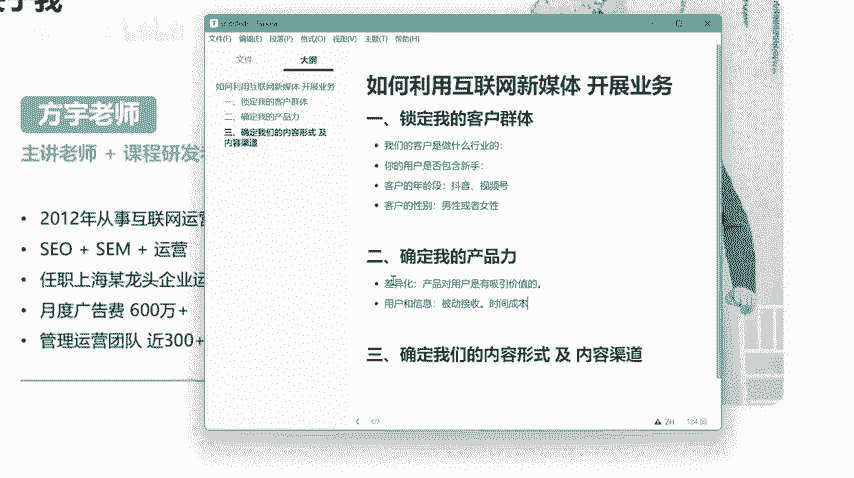 关于我
方宇老师
主讲老师 + 课程研发
• 2012年从事互联网运营
• SEO + SEM + 运营
• 任职上海某龙头企业运
• 月度广告费 600万+
• 管理运营团队 近300+
文件(F) 编辑(E) 段落(P) 格式(O) 视图(V) 主题(T) 帮助(H)
文件 大纲
如何利用互联网新媒体 开展业务
一、锁定我的客户群体
二、确定我的产品力
三、确定我们的内容形式 及
内容渠道
如何利用互联网新媒体 开展业务
一、锁定我的客户群体
• 我们的客户是做什么行业的：
• 你的用户是否包含新手：
• 客户的年龄段：抖音、视频号
• 客户的性别：男性或者女性
二、确定我的产品力
• 差异化：产品对用户是有吸引价值的。
• 用户和信息：被动接收。时间成本
三、确定我们的内容形式 及 内容渠道
ZH 124 词